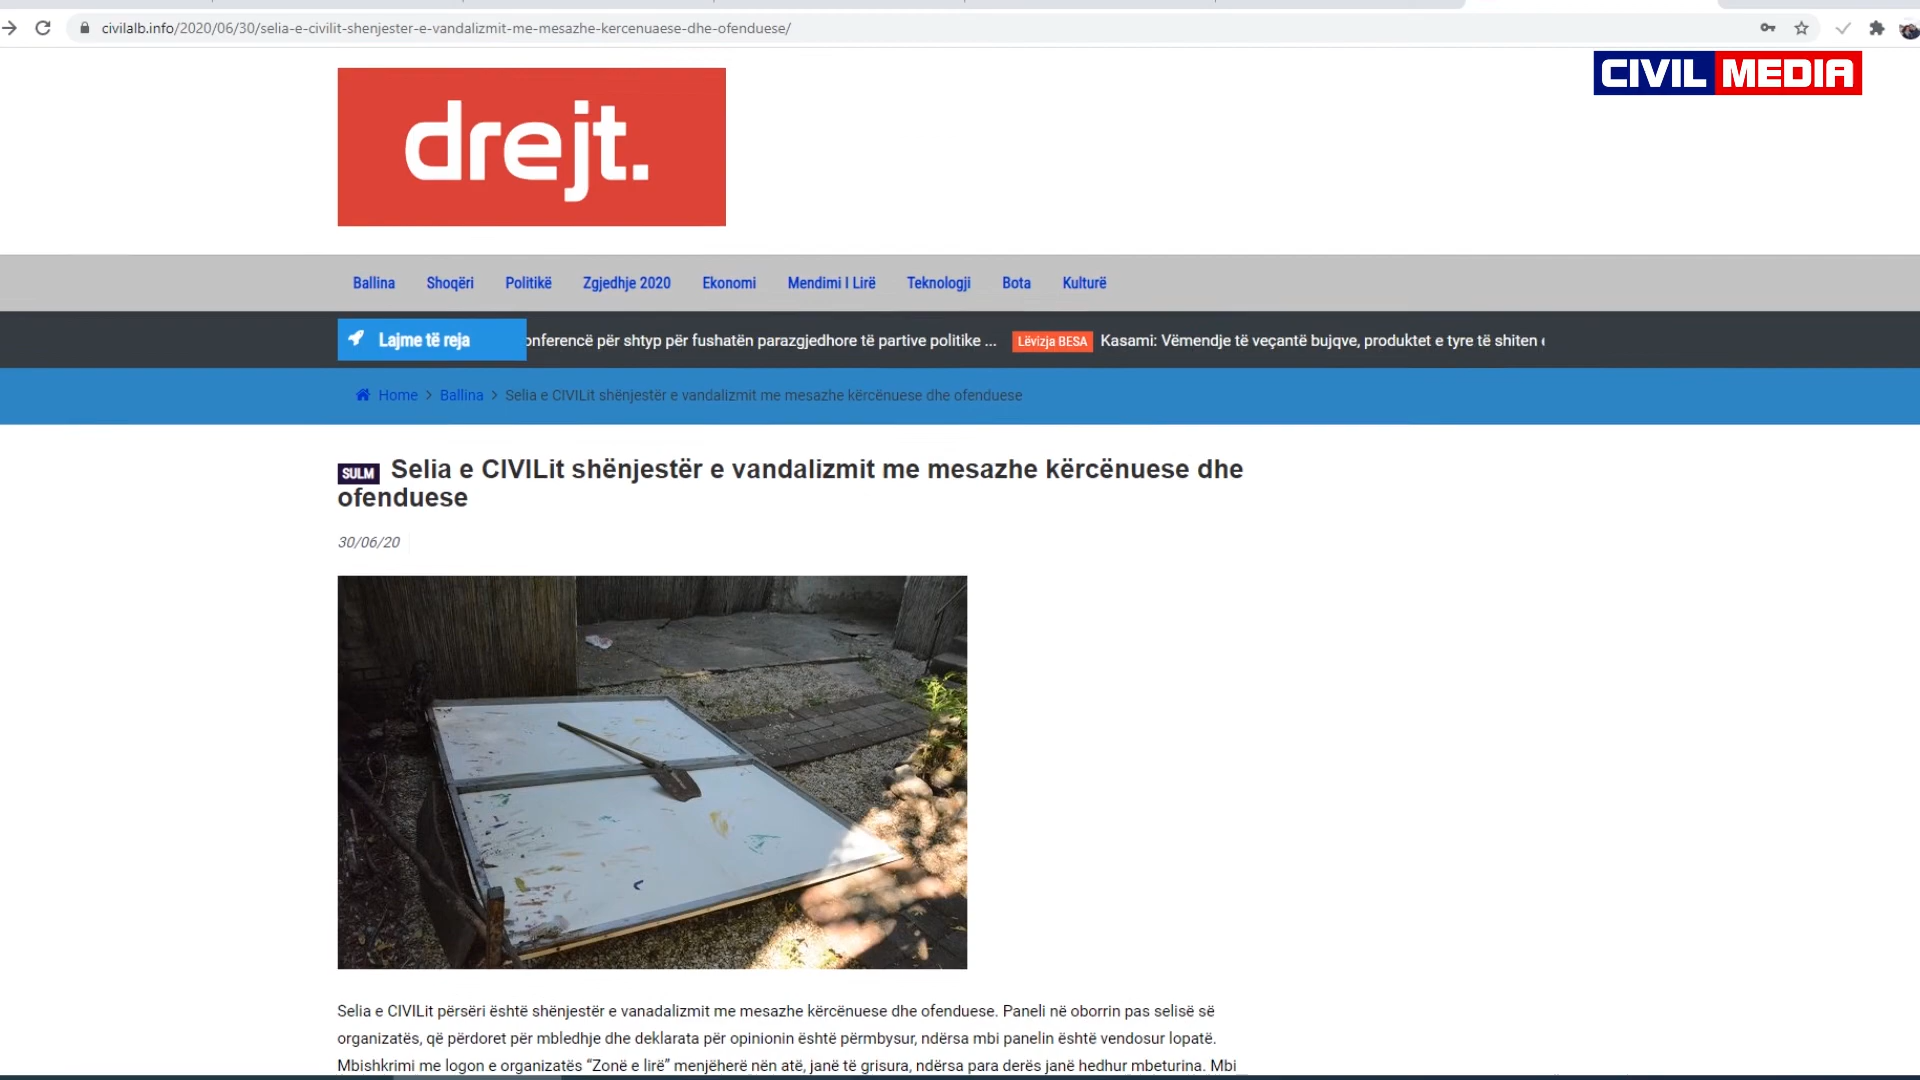 civilalb.info/2020/06/30/selia-e-civilit-shenjester-e-vandalizmit-me-mesazhe-kercenuaese-dhe-ofenduese/
CIVIL MEDIA
drejt.
Ballina Shoqëri Politikë Zgjedhje 2020 Ekonomi Mendimi I Lirë Teknologji Bota Kulturë
Lajme të reja onferencë për shtyp për fushatën parazgjedhore të partive politike ... Lëvizja BESA Kasami: Vëmendje të veçantë bujqve, produktet e tyre të shiten
Home > Ballina > Selia e CIVILit shënjestër e vandalizmit me mesazhe kërcënuese dhe ofenduese
SULM Selia e CIVILit shënjestër e vandalizmit me mesazhe kërcënuese dhe
ofenduese
30/06/20
Selia e CIVILit përsëri është shënjestër e vanadalizmit me mesazhe kërcënuese dhe ofenduese. Paneli në oborrin pas selisë së
organizatës, që përdoret për mbledhje dhe deklarata për opinionin është përmbysur, ndërsa mbi panelin është vendosur lopatë.
Mbishkrimi me logon e organizatës “Zonë e lirë” menjëherë nën atë, janë të grisura, ndërsa para derës janë hedhur mbeturina. Mbi